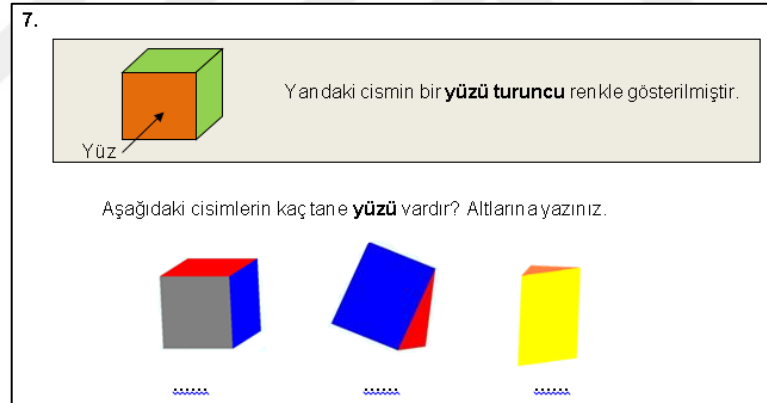 7.
Yandaki cismin bir yüzü turuncu renkle gösterilmiştir.
Yüz
Aşağıdaki cisimlerin kaç tane yüzü vardır? Altlarına yazınız.
...... ...... ......